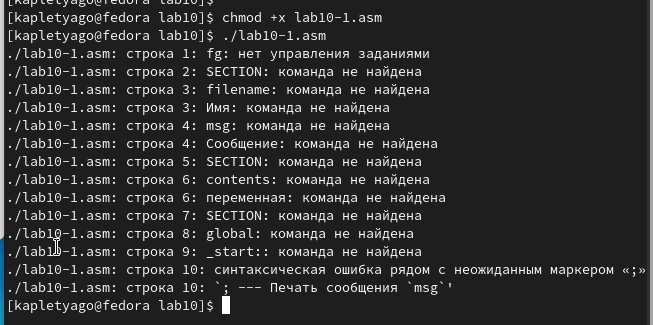 [kapletyago@fedora lab10]$
[kapletyago@fedora lab10]$ chmod +x lab10-1.asm
[kapletyago@fedora lab10]$ ./lab10-1.asm
./lab10-1.asm: строка 1: fg: нет управления заданиями
./lab10-1.asm: строка 2: SECTION: команда не найдена
./lab10-1.asm: строка 3: filename: команда не найдена
./lab10-1.asm: строка 3: Имя: команда не найдена
./lab10-1.asm: строка 4: msg: команда не найдена
./lab10-1.asm: строка 4: Сообщение: команда не найдена
./lab10-1.asm: строка 5: SECTION: команда не найдена
./lab10-1.asm: строка 6: contents: команда не найдена
./lab10-1.asm: строка 6: переменная: команда не найдена
./lab10-1.asm: строка 7: SECTION: команда не найдена
./lab10-1.asm: строка 8: global: команда не найдена
./lab10-1.asm: строка 9: _start:: команда не найдена
./lab10-1.asm: строка 10: синтаксическая ошибка рядом с неожиданным маркером «;»
./lab10-1.asm: строка 10: `; --- Печать сообщения `msg`'
[kapletyago@fedora lab10]$